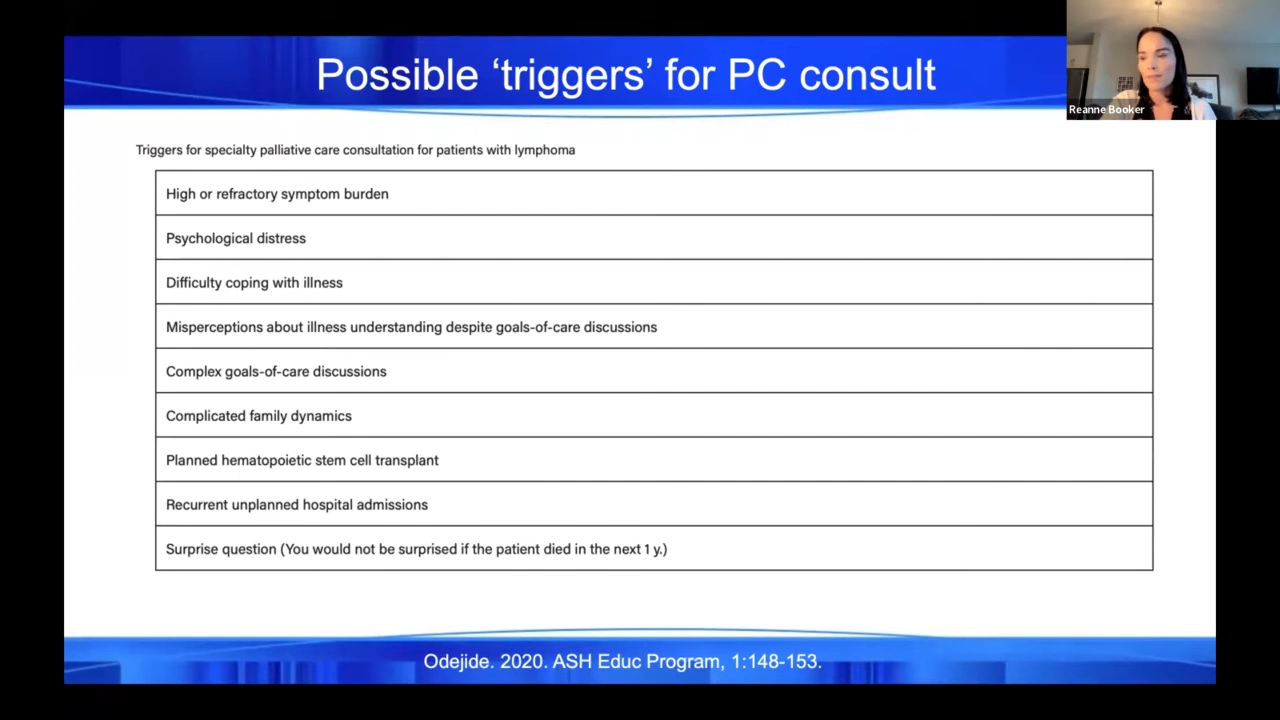 Possible ‘triggers’ for PC consult
Reanne Booker
Triggers for specialty palliative care consultation for patients with lymphoma
High or refractory symptom burden
Psychological distress
Difficulty coping with illness
Misperceptions about illness understanding despite goals-of-care discussions
Complex goals-of-care discussions
Complicated family dynamics
Planned hematopoietic stem cell transplant
Recurrent unplanned hospital admissions
Surprise question (You would not be surprised if the patient died in the next 1 y.)
Odejide. 2020. ASH Educ Program, 1:148-153.